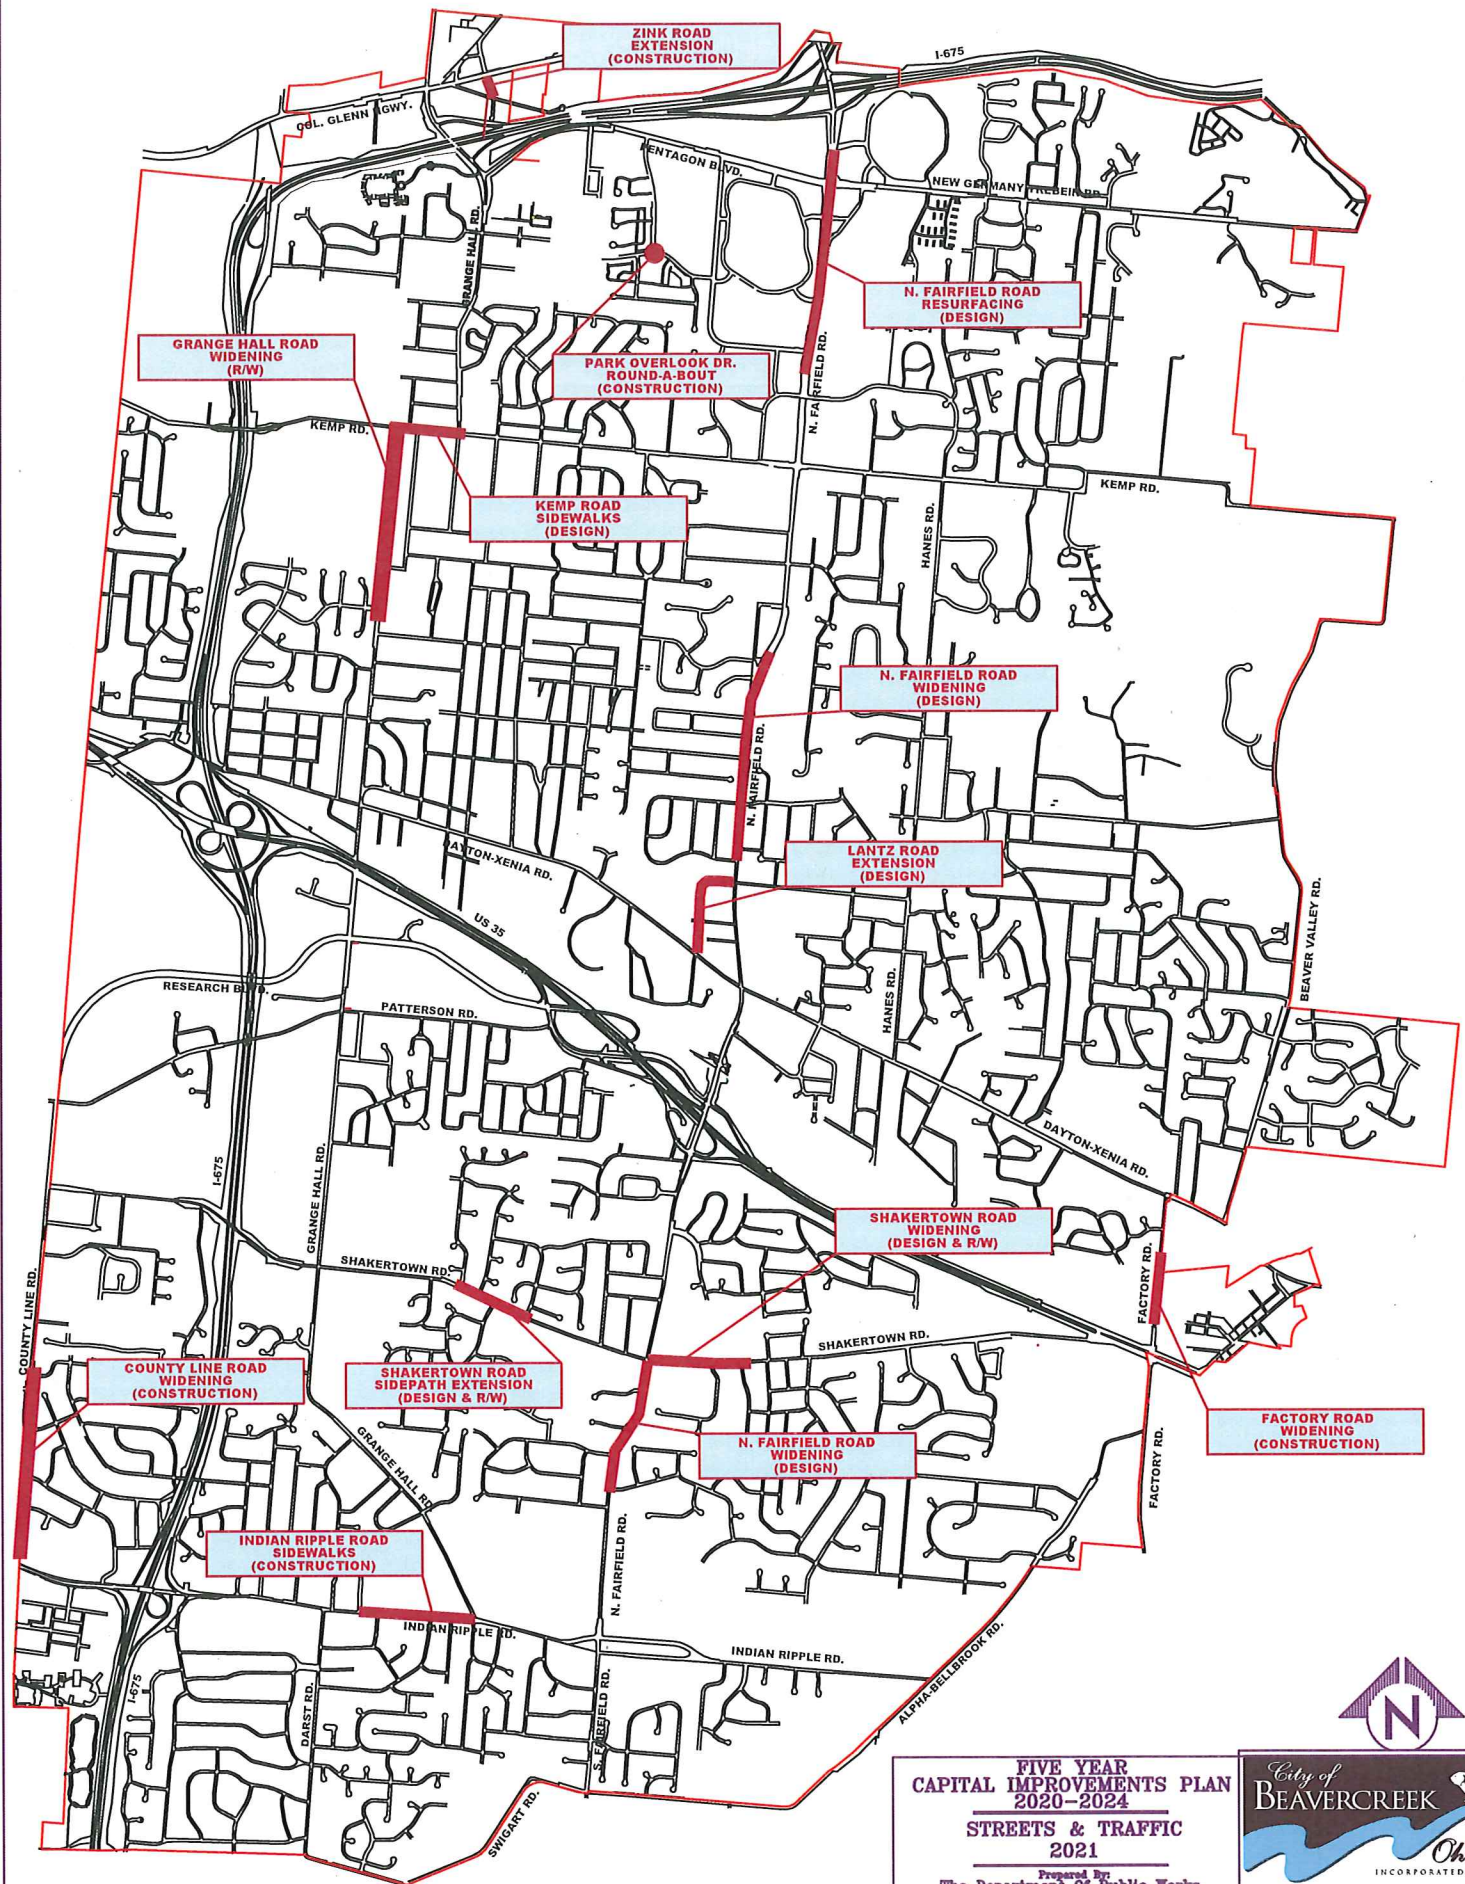 ZINK ROAD
EXTENSION
(CONSTRUCTION)
I-675
COL. GLENN HGWY.
PENTAGON BLVD.
NEW GERMANY TREBEIN RD.
GRANGE HALL RD.
N. FAIRFIELD ROAD
RESURFACING
(DESIGN)
GRANGE HALL ROAD
WIDENING
(R/W)
PARK OVERLOOK DR.
ROUND-A-BOUT
(CONSTRUCTION)
N. FAIRFIELD RD.
KEMP RD.
KEMP RD.
KEMP ROAD
SIDEWALKS
(DESIGN)
HANES RD.
N. FAIRFIELD ROAD
WIDENING
(DESIGN)
N. FAIRFIELD RD.
DAYTON-XENIA RD.
LANTZ ROAD
EXTENSION
(DESIGN)
US 35
BEAVER VALLEY RD.
RESEARCH BLVD.
PATTERSON RD.
HANES RD.
DAYTON-XENIA RD.
I-675
GRANGE HALL RD.
SHAKERTOWN ROAD
WIDENING
(DESIGN & R/W)
SHAKERTOWN RD.
FACTORY RD.
COUNTY LINE RD.
SHAKERTOWN RD.
COUNTY LINE ROAD
WIDENING
(CONSTRUCTION)
SHAKERTOWN ROAD
SIDEPATH EXTENSION
(DESIGN & R/W)
FACTORY ROAD
WIDENING
(CONSTRUCTION)
GRANGE HALL RD.
N. FAIRFIELD ROAD
WIDENING
(DESIGN)
FACTORY RD.
INDIAN RIPPLE ROAD
SIDEWALKS
(CONSTRUCTION)
N. FAIRFIELD RD.
INDIAN RIPPLE RD.
INDIAN RIPPLE RD.
ALPHA-BELLBROOK RD.
I-675
DARST RD.
S. FAIRFIELD RD.
SWIGART RD.
N
FIVE YEAR
CAPITAL IMPROVEMENTS PLAN
2020-2024
STREETS & TRAFFIC
2021
Prepared By:
The Department Of Public Works
City of
BEAVERCREEK
Oh
INCORPORATED